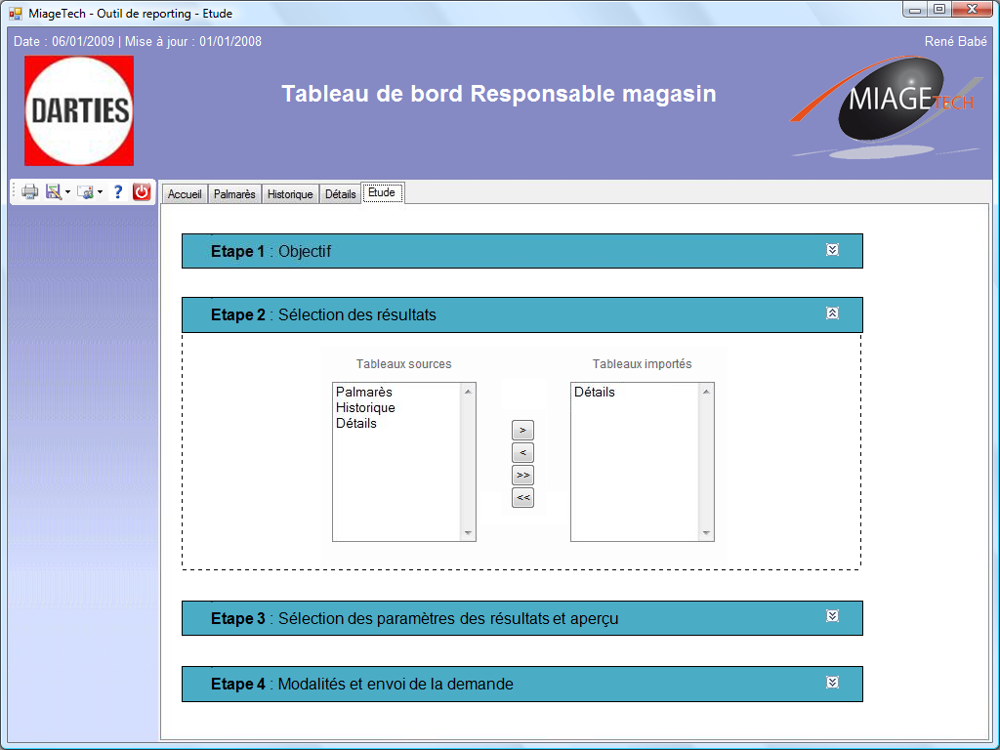 MiageTech - Outil de reporting - Etude
Date : 06/01/2009 | Mise à jour : 01/01/2008
René Babé
DARTIES
Tableau de bord Responsable magasin
MIAGETECH
?
Accueil Palmarès Historique Détails Etude
Etape 1 : Objectif
Etape 2 : Sélection des résultats
Tableaux sources
Tableaux importés
Palmarès
Historique
Détails
Détails
>
<
>>
<<
Etape 3 : Sélection des paramètres des résultats et aperçu
Etape 4 : Modalités et envoi de la demande